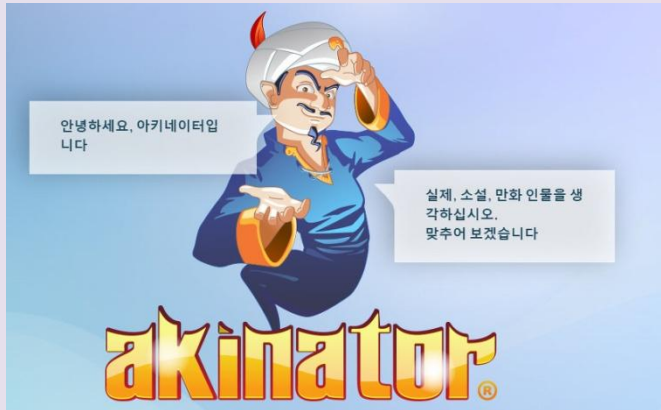 안녕하세요, 아키네이터입
니다
실제, 소설, 만화 인물을 생
각하십시오.
맞추어 보겠습니다
akinator®